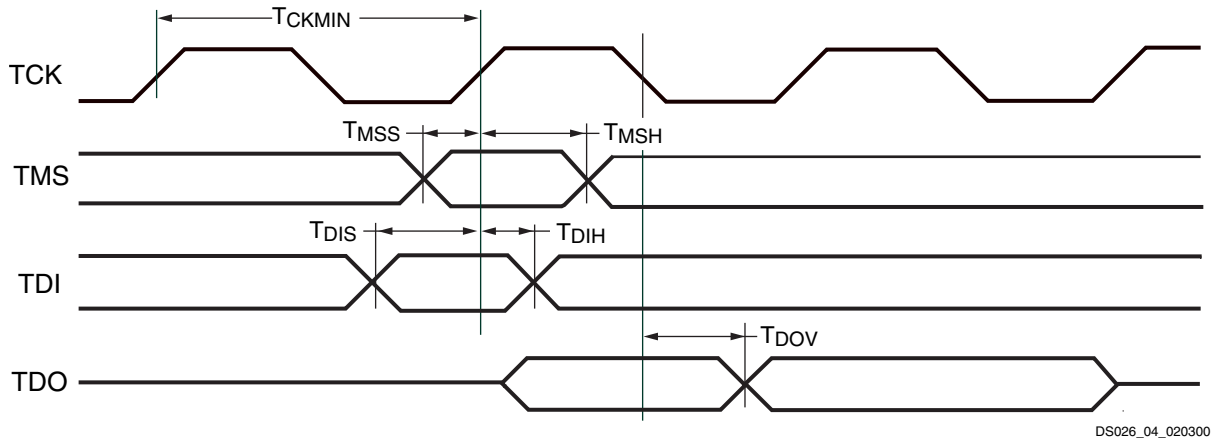 TCKMIN
TCK
TMSS
TMSH
TMS
TDIS
TDIH
TDI
TDOV
TDO
DS026_04_020300